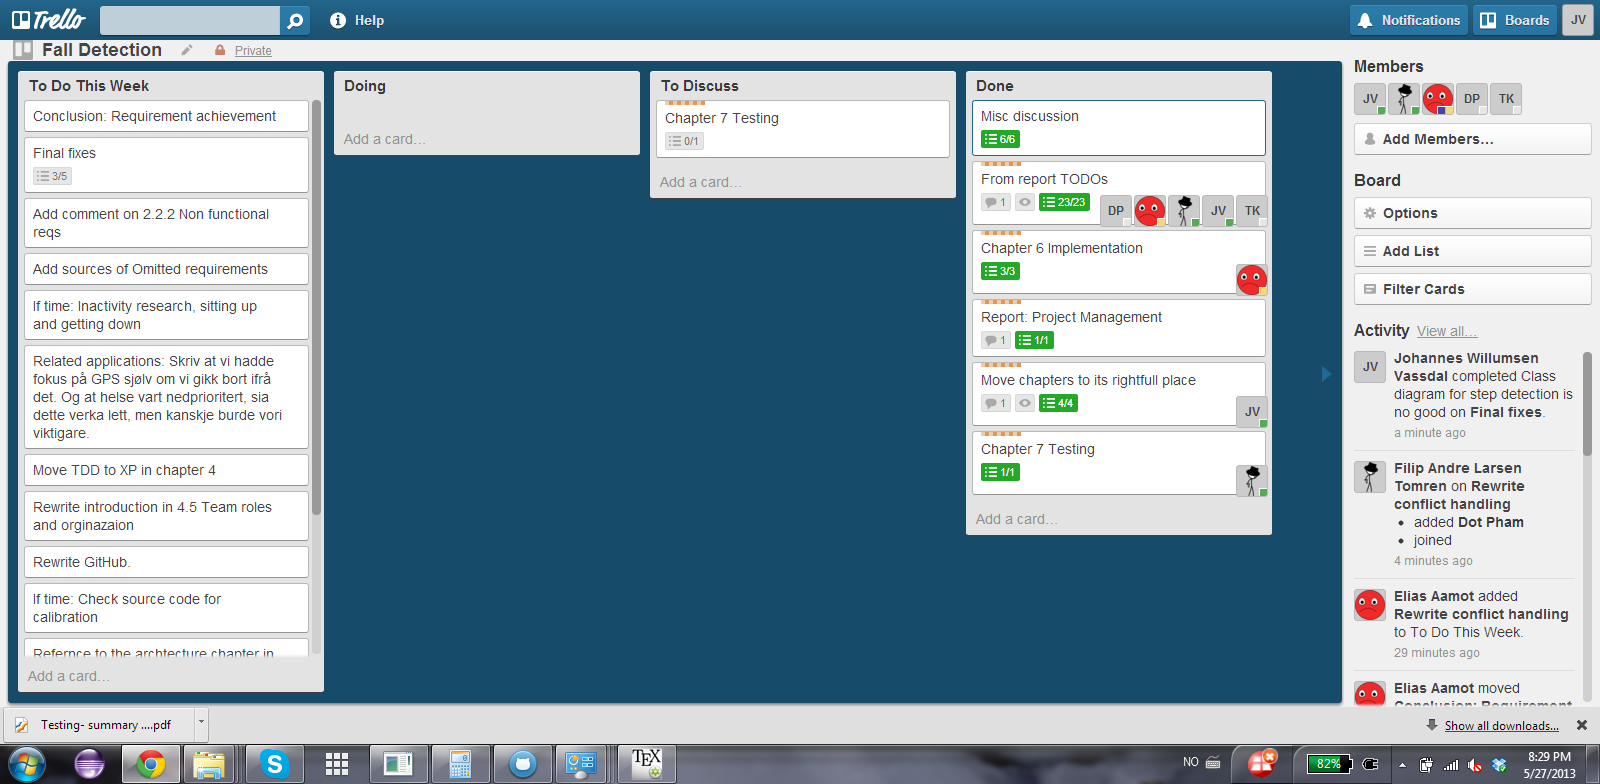 Trello
Help
Notifications
Boards
JV
Fall Detection
Private
To Do This Week
Conclusion: Requirement achievement
Final fixes
3/5
Add comment on 2.2.2 Non functional
reqs
Add sources of Omitted requirements
If time: Inactivity research, sitting up
and getting down
Related applications: Skriv at vi hadde
fokus på GPS sjølv om vi gikk bort ifrå
det. Og at helse vart nedprioritert, sia
dette verka lett, men kanskje burde vori
viktigare.
Move TDD to XP in chapter 4
Rewrite introduction in 4.5 Team roles
and orginazaion
Rewrite GitHub.
If time: Check source code for
calibration
Refernce to the archtecture chapter in
Add a card...
Doing
Add a card...
To Discuss
Chapter 7 Testing
0/1
Add a card...
Done
Misc discussion
6/6
From report TODOs
1
23/23
DP
JV
TK
Chapter 6 Implementation
3/3
Report: Project Management
1
1/1
Move chapters to its rightfull place
1
4/4
JV
Chapter 7 Testing
1/1
Add a card...
Members
JV
DP
TK
Add Members...
Board
Options
Add List
Filter Cards
Activity
View all...
JV
Johannes Willumsen
Vassdal completed Class
diagram for step detection is
no good on Final fixes.
a minute ago
Filip Andre Larsen
Tomren on Rewrite
conflict handling
• added Dot Pham
• joined
4 minutes ago
Elias Aamot added
Rewrite conflict handling
to To Do This Week.
29 minutes ago
Elias Aamot moved
Conclusion: Requirement
Testing- summary ....pdf
Show all downloads...
TEX
NO
82%
8:29 PM
5/27/2013